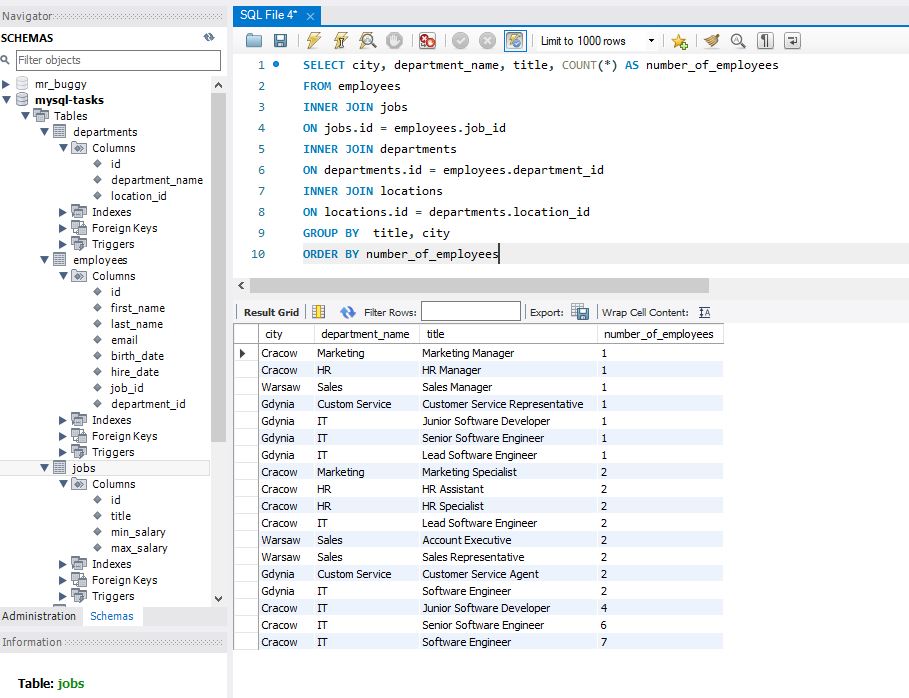 Navigator
SCHEMAS
Filter objects
mr_buggy
mysql-tasks
Tables
departments
Columns
id
department_name
location_id
Indexes
Foreign Keys
Triggers
employees
Columns
id
first_name
last_name
email
birth_date
hire_date
job_id
department_id
Indexes
Foreign Keys
Triggers
jobs
Columns
id
title
min_salary
max_salary
Indexes
Foreign Keys
Triggers
Administration Schemas
Information
Table: jobs
SQL File 4* ×
Limit to 1000 rows
1 SELECT city, department_name, title, COUNT(*) AS number_of_employees
2 FROM employees
3 INNER JOIN jobs
4 ON jobs.id = employees.job_id
5 INNER JOIN departments
6 ON departments.id = employees.department_id
7 INNER JOIN locations
8 ON locations.id = departments.location_id
9 GROUP BY title, city
10 ORDER BY number_of_employees
Result Grid Filter Rows: Export: Wrap Cell Content:
city department_name title number_of_employees
Cracow Marketing Marketing Manager 1
Cracow HR HR Manager 1
Warsaw Sales Sales Manager 1
Gdynia Custom Service Customer Service Representative 1
Gdynia IT Junior Software Developer 1
Gdynia IT Senior Software Engineer 1
Gdynia IT Lead Software Engineer 1
Cracow Marketing Marketing Specialist 2
Cracow HR HR Assistant 2
Cracow HR HR Specialist 2
Cracow IT Lead Software Engineer 2
Warsaw Sales Account Executive 2
Warsaw Sales Sales Representative 2
Gdynia Custom Service Customer Service Agent 2
Gdynia IT Software Engineer 2
Cracow IT Junior Software Developer 4
Cracow IT Senior Software Engineer 6
Cracow IT Software Engineer 7